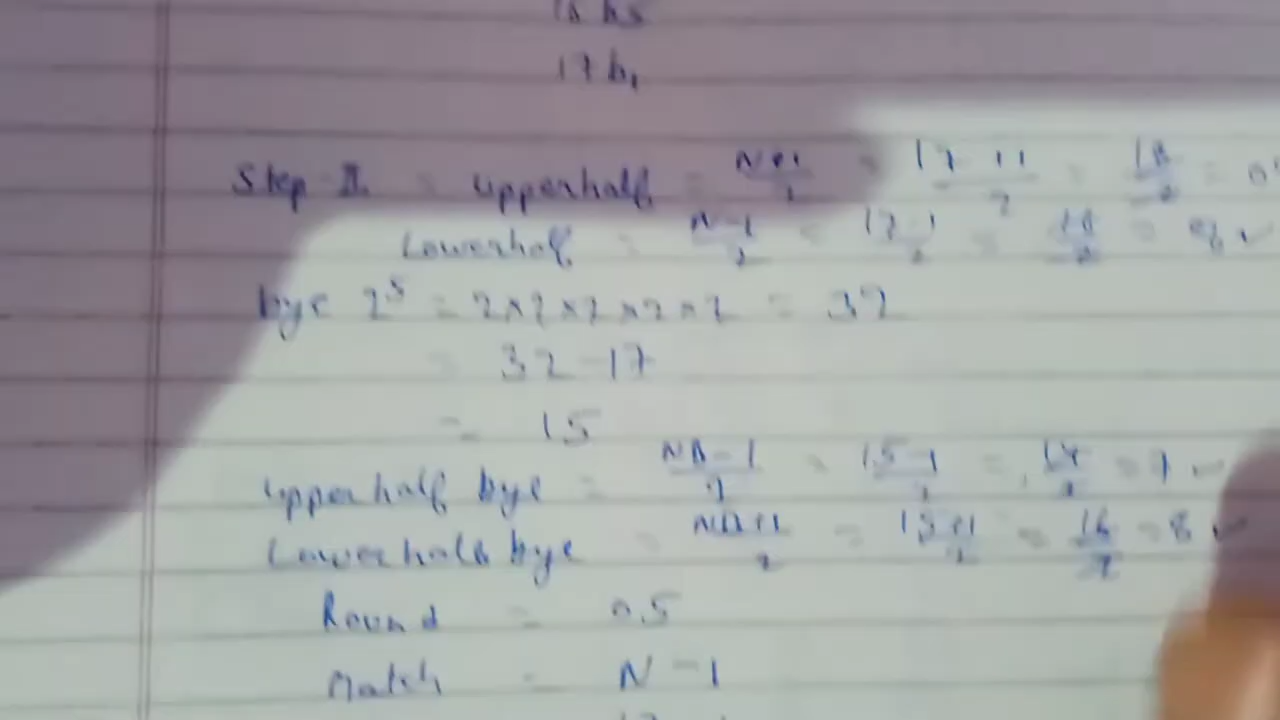 17 b,
Step-II. = Upperhalf = N+1/2 = 17+1/2 = 18/2 =
Lowerhalf = N-1/2 = 17-1/2 = 16/2 = 8 ✓
bye 2⁵ = 2×2×2×2×2 = 32
= 32-17
= 15
Upperhalf bye = NB-1/2 = 15-1/2 = 14/2 = 7 ✓
Lowerhalf bye = NB+1/2 = 15+1/2 = 16/2 = 8 ✓
Round = 05
Match = N-1